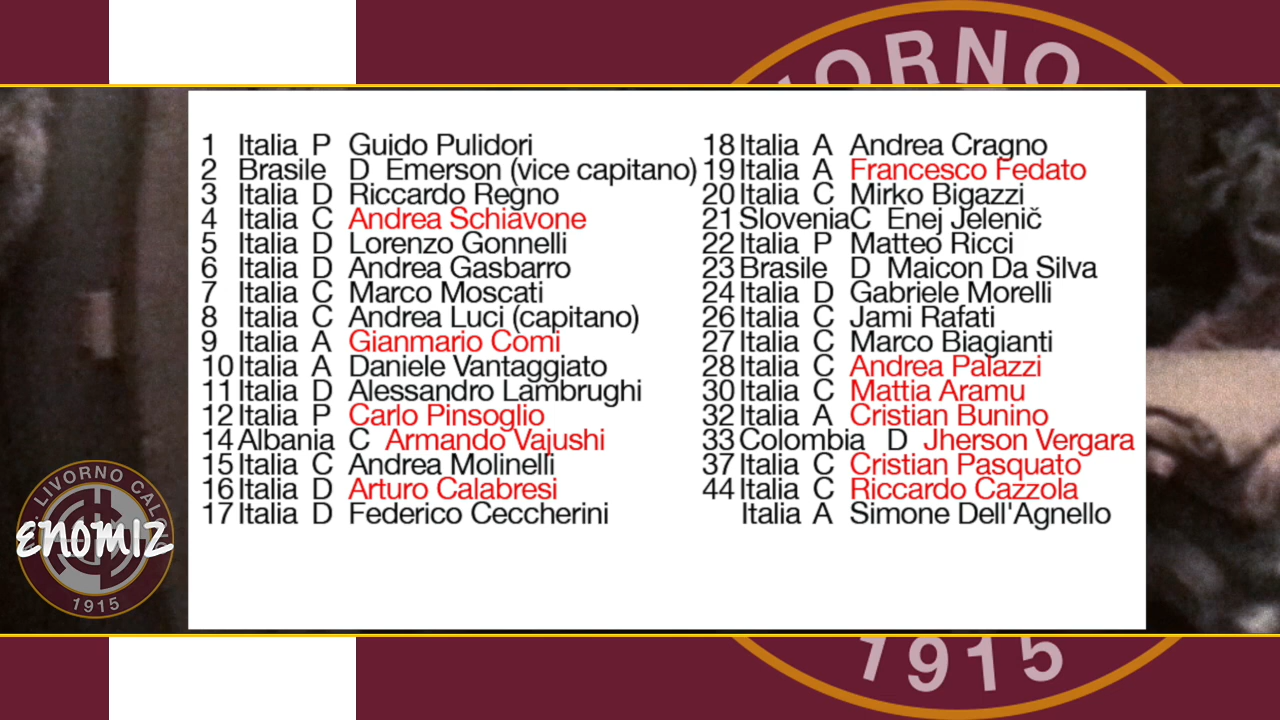 LIVORNO
1 Italia P Guido Pulidori
2 Brasile D Emerson (vice capitano)
3 Italia D Riccardo Regno
4 Italia C Andrea Schiavone
5 Italia D Lorenzo Gonnelli
6 Italia D Andrea Gasbarro
7 Italia C Marco Moscati
8 Italia C Andrea Luci (capitano)
9 Italia A Gianmario Comi
10 Italia A Daniele Vantaggiato
11 Italia D Alessandro Lambrughi
12 Italia P Carlo Pinsoglio
14 Albania C Armando Vajushi
15 Italia C Andrea Molinelli
16 Italia D Arturo Calabresi
17 Italia D Federico Ceccherini
18 Italia A Andrea Cragno
19 Italia A Francesco Fedato
20 Italia C Mirko Bigazzi
21 Slovenia C Enej Jelenič
22 Italia P Matteo Ricci
23 Brasile D Maicon Da Silva
24 Italia D Gabriele Morelli
26 Italia C Jami Rafati
27 Italia C Marco Biagianti
28 Italia C Andrea Palazzi
30 Italia C Mattia Aramu
32 Italia A Cristian Bunino
33 Colombia D Jherson Vergara
37 Italia C Cristian Pasquato
44 Italia C Riccardo Cazzola
Italia A Simone Dell'Agnello
LIVORNO CAL
ENOMIZ
1915
1915